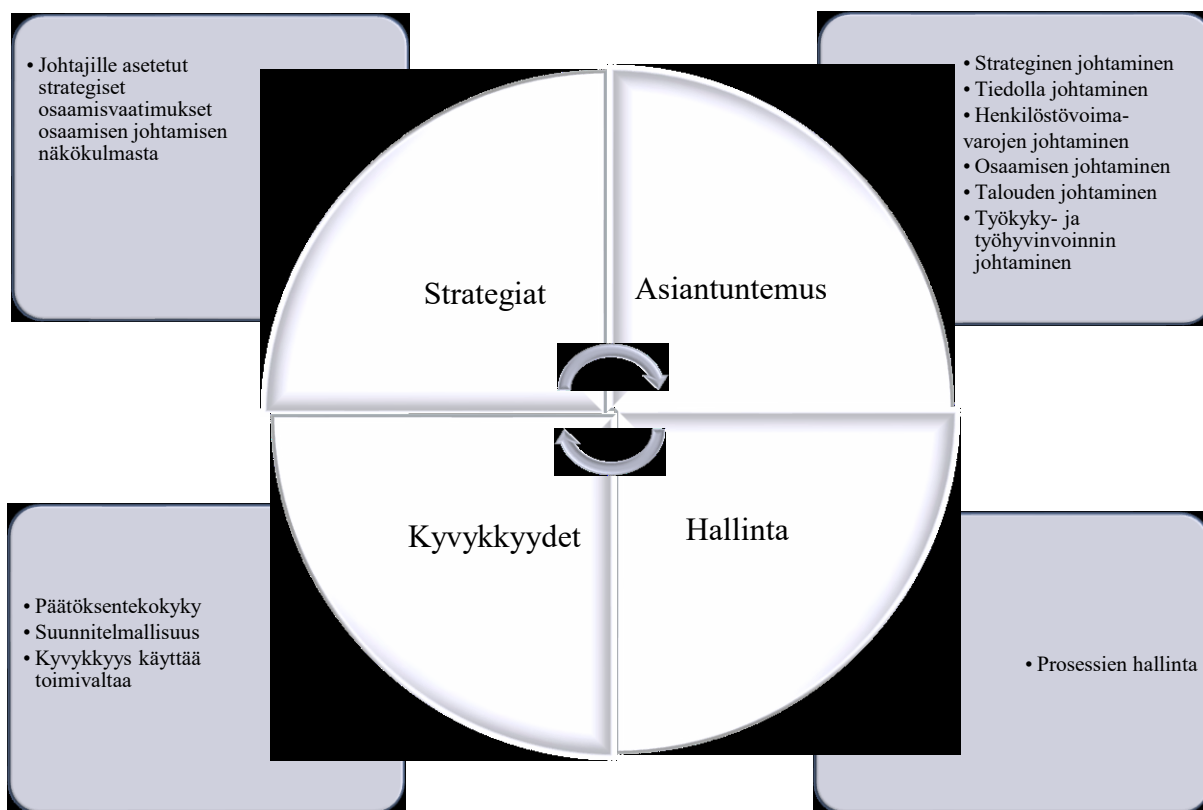 • Johtajille asetetut
strategiset
osaamisvaatimukset
osaamisen johtamisen
näkökulmasta
• Strateginen johtaminen
• Tiedolla johtaminen
• Henkilöstövoima-
varojen johtaminen
• Osaamisen johtaminen
• Talouden johtaminen
• Työkyky- ja
työhyvinvoinnin
johtaminen
Strategiat
Asiantuntemus
Kyvykkyydet
Hallinta
• Päätöksentekokyky
• Suunnitelmallisuus
• Kyvykkyys käyttää
toimivaltaa
• Prosessien hallinta